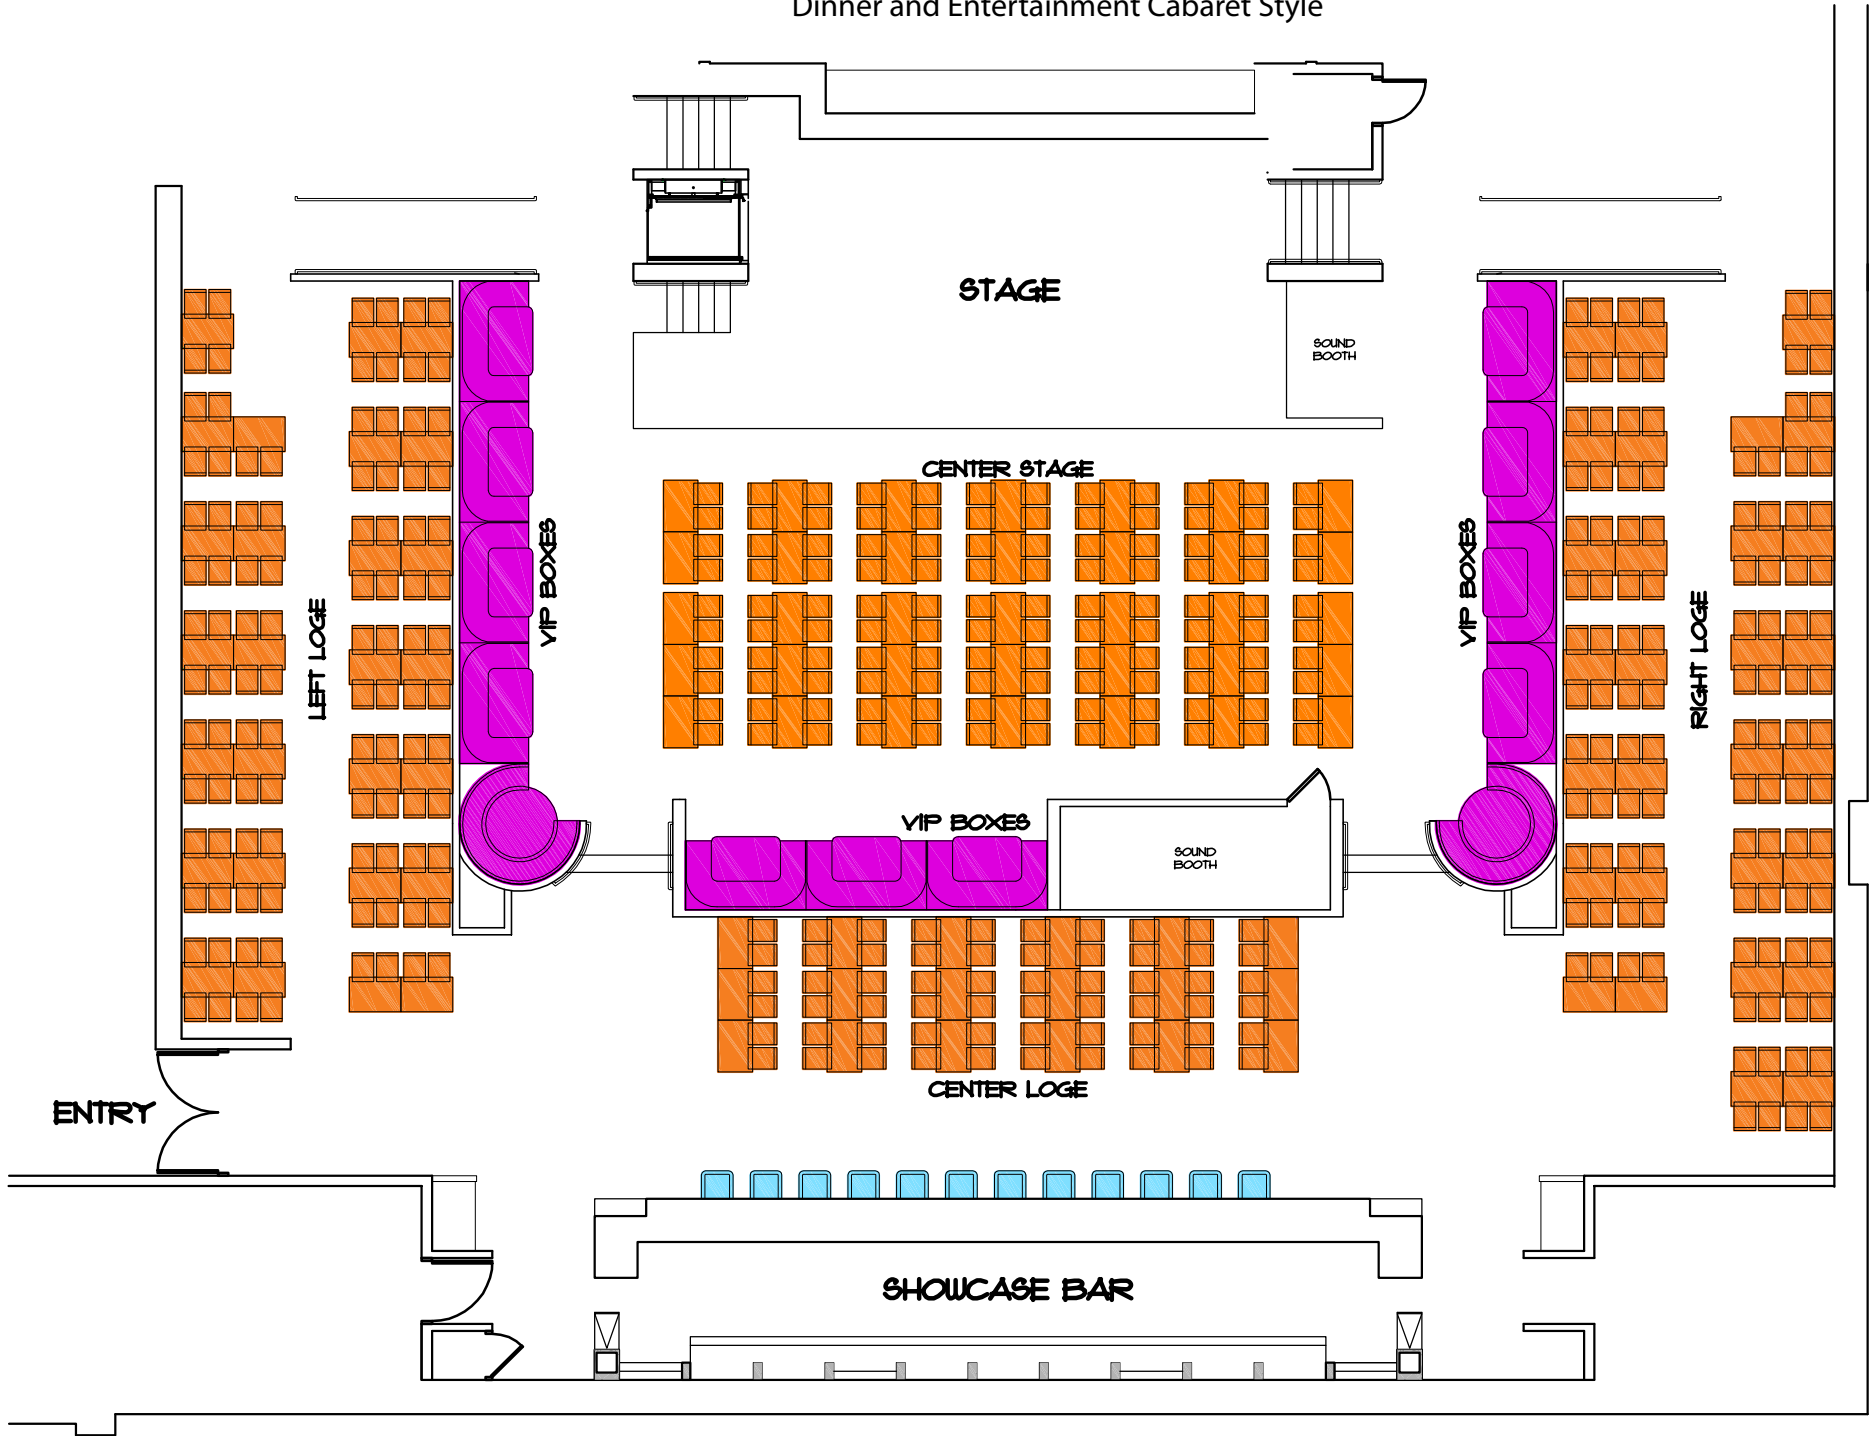 Dinner and Entertainment Cabaret Style
STAGE
SOUND
BOOTH
CENTER STAGE
VIP BOXES
VIP BOXES
LEFT LOGE
RIGHT LOGE
VIP BOXES
SOUND
BOOTH
CENTER LOGE
ENTRY
SHOWCASE BAR